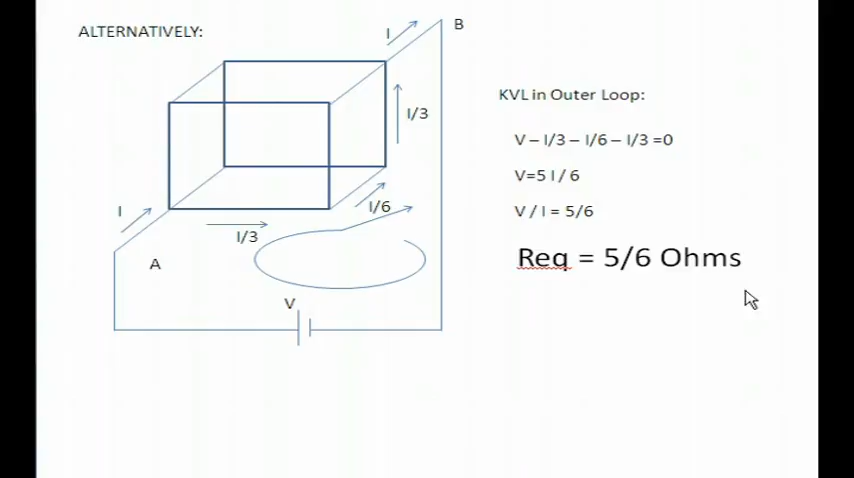 ALTERNATIVELY:
I
B
I/3
I
I/6
I/3
A
V
KVL in Outer Loop:
V – I/3 – I/6 – I/3 =0
V=5 I / 6
V / I = 5/6
Req = 5/6 Ohms